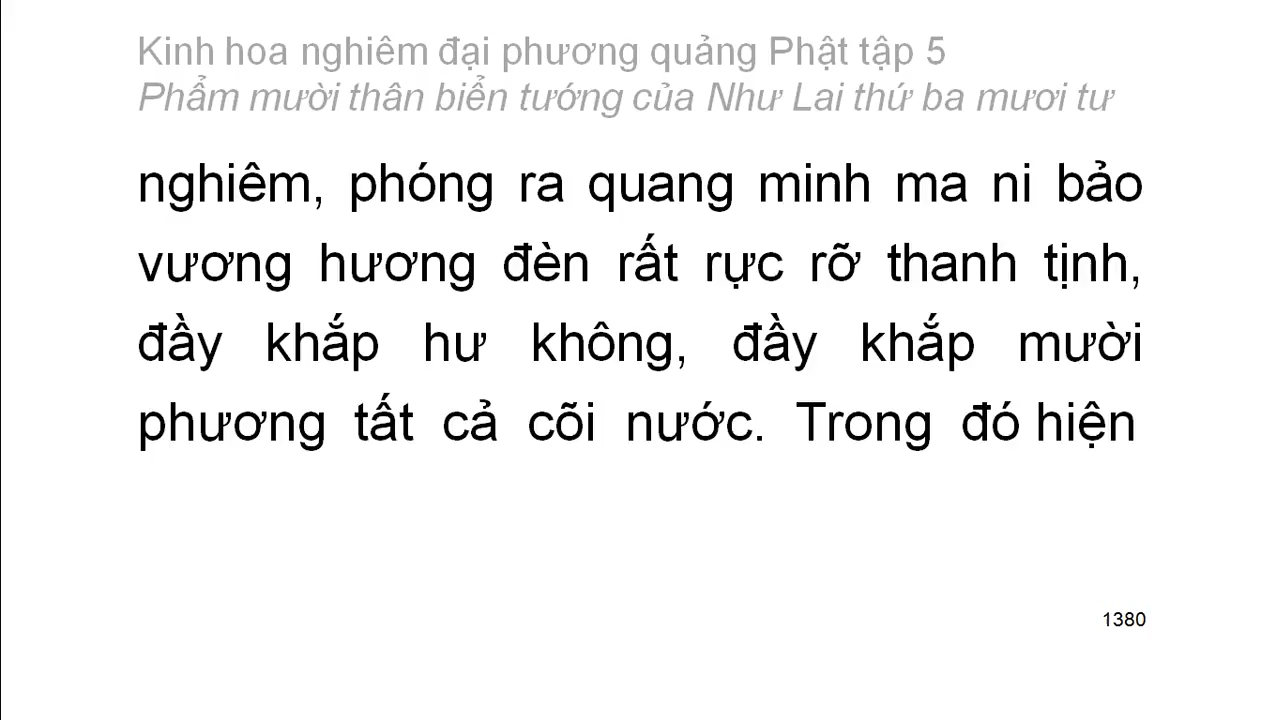 Kinh hoa nghiêm đại phương quảng Phật tập 5
Phẩm mười thân biển tướng của Như Lai thứ ba mươi tư
nghiêm, phóng ra quang minh ma ni bảo
vương hương đèn rất rực rỡ thanh tịnh,
đầy khắp hư không, đầy khắp mười
phương tất cả cõi nước. Trong đó hiện
1380